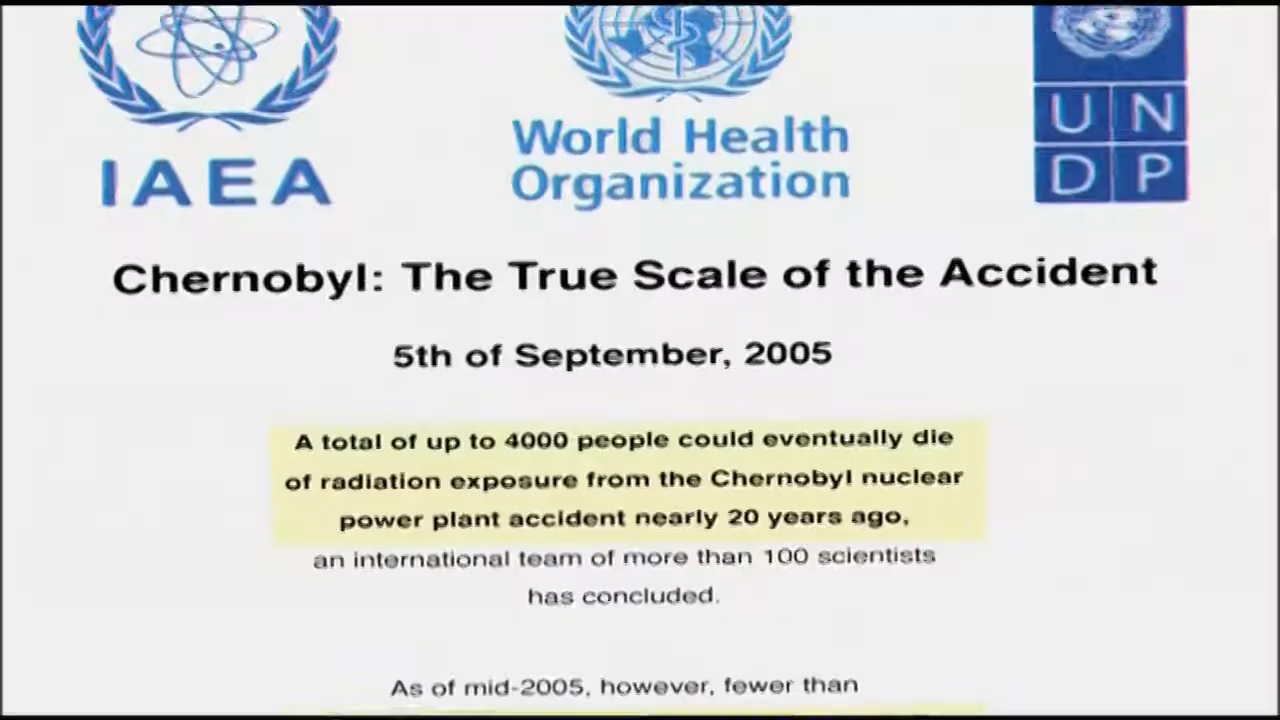 IAEA
World Health
Organization
U N
D P
Chernobyl: The True Scale of the Accident
5th of September, 2005
A total of up to 4000 people could eventually die
of radiation exposure from the Chernobyl nuclear
power plant accident nearly 20 years ago,
an international team of more than 100 scientists
has concluded.
As of mid-2005, however, fewer than